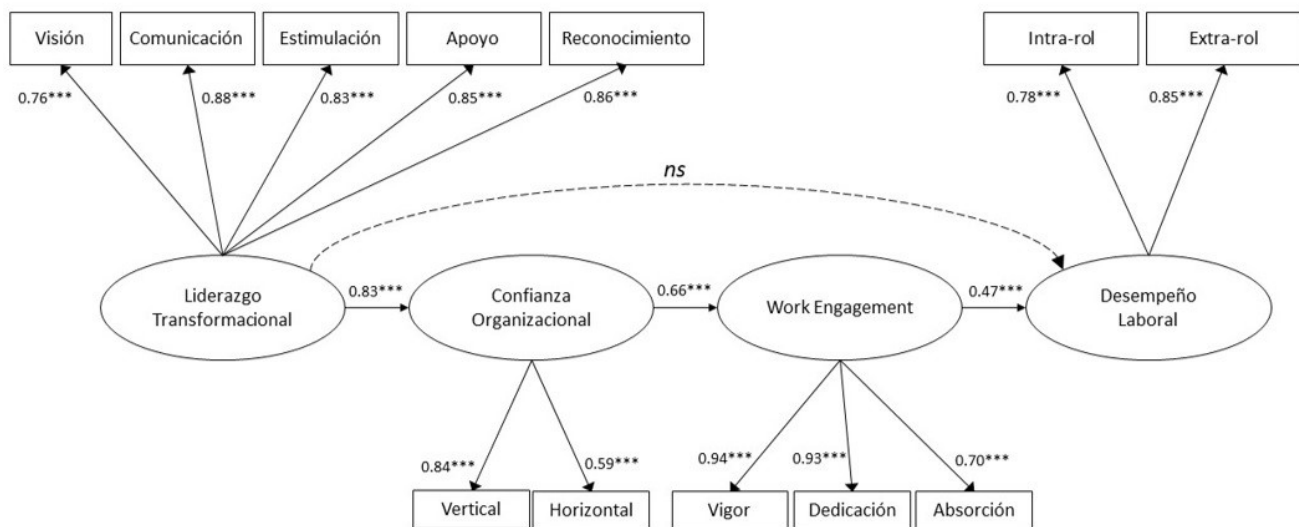 Visión
Comunicación
Estimulación
Apoyo
Reconocimiento
Intra-rol
Extra-rol
0.76***
0.88***
0.83***
0.85***
0.86***
0.78***
0.85***
ns
Liderazgo
Transformacional
0.83***
Confianza
Organizacional
0.66***
Work Engagement
0.47***
Desempeño
Laboral
0.84***
0.59***
0.94***
0.93***
0.70***
Vertical
Horizontal
Vigor
Dedicación
Absorción